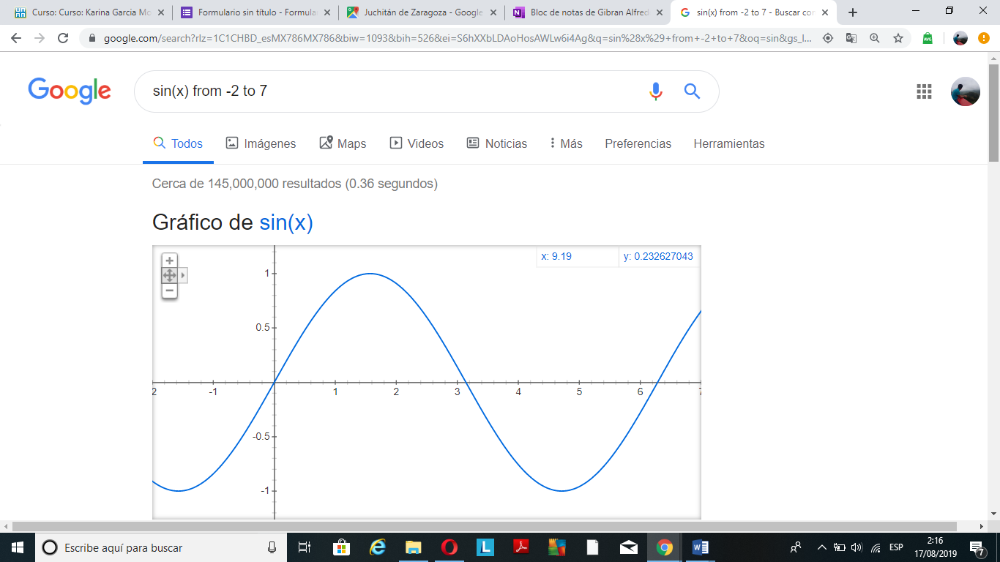 Curso: Curso: Karina Garcia Mo
Formulario sin título - Formula
Juchitán de Zaragoza - Google
Bloc de notas de Gibran Alfred
sin(x) from -2 to 7 - Buscar con
google.com/search?rlz=1C1CHBD_esMX786MX786&biw=1093&bih=526&ei=S6hXXbLDAoHosAWLw6i4Ag&q=sin%28x%29+from+-2+to+7&oq=sin&gs_l...
Google
sin(x) from -2 to 7
Todos Imágenes Maps Videos Noticias Más Preferencias Herramientas
Cerca de 145,000,000 resultados (0.36 segundos)
Gráfico de sin(x)
x: 9.19 y: 0.232627043
1
0.5
2 -1 1 2 3 4 5 6 7
-0.5
-1
Escribe aquí para buscar
ESP
2:16
17/08/2019
7